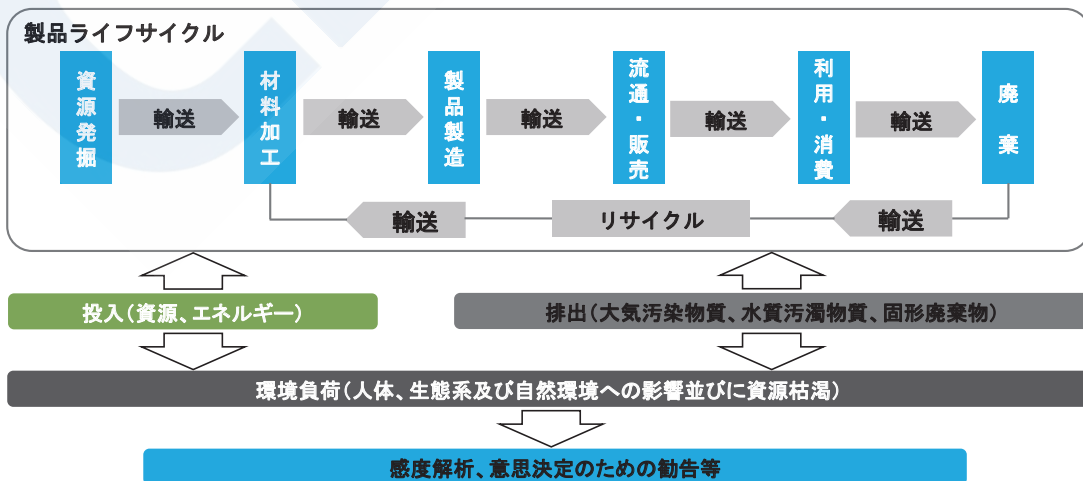 製品ライフサイクル
資源発掘
輸送
材料加工
輸送
製品製造
輸送
流通・販売
輸送
利用・消費
輸送
廃棄
輸送
リサイクル
輸送
投入(資源、エネルギー)
排出(大気汚染物質、水質汚濁物質、固形廃棄物)
環境負荷(人体、生態系及び自然環境への影響並びに資源枯渇)
感度解析、意思決定のための勧告等